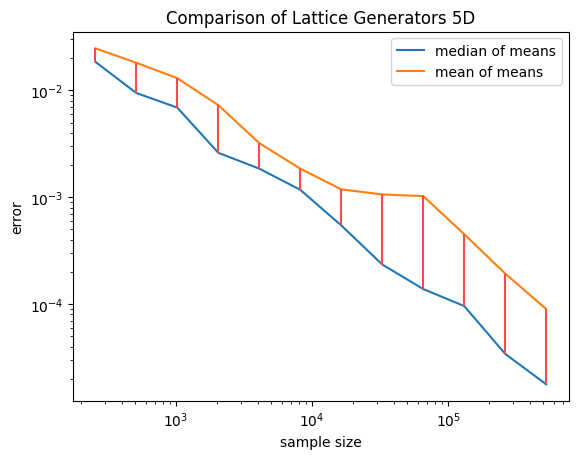 Comparison of Lattice Generators 5D
median of means
mean of means
error
10⁻²
10⁻³
10⁻⁴
10³
10⁴
10⁵
sample size